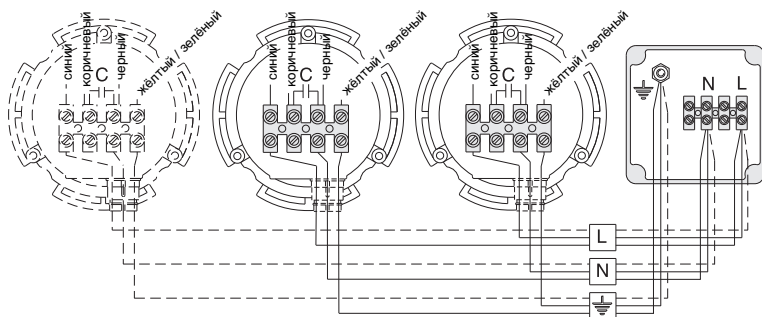 синий
коричневый
черный
жёлтый / зелёный
C
синий
коричневый
черный
жёлтый / зелёный
C
синий
коричневый
черный
жёлтый / зелёный
C
N L
L
N